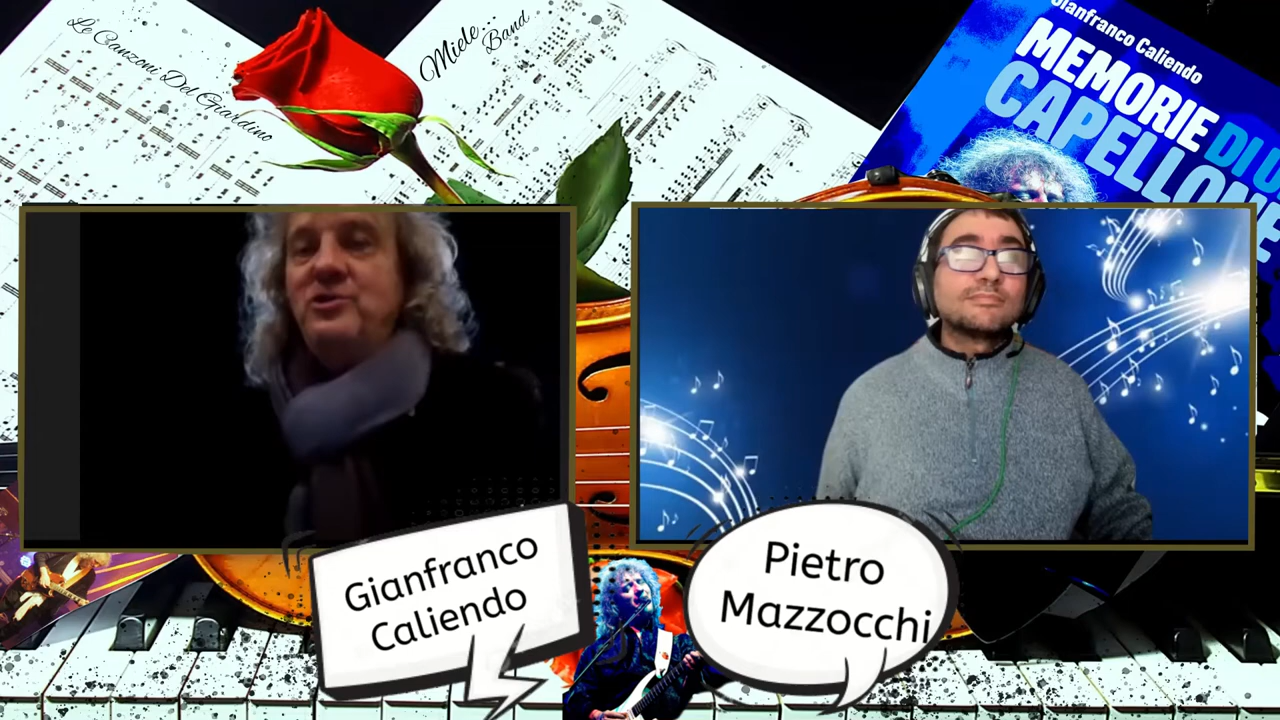 Le Canzoni Del Giardino
Miele...
Band
Gianfranco Caliendo
MEMORIE DI U
CAPELLONE
Gianfranco
Caliendo
Pietro
Mazzocchi